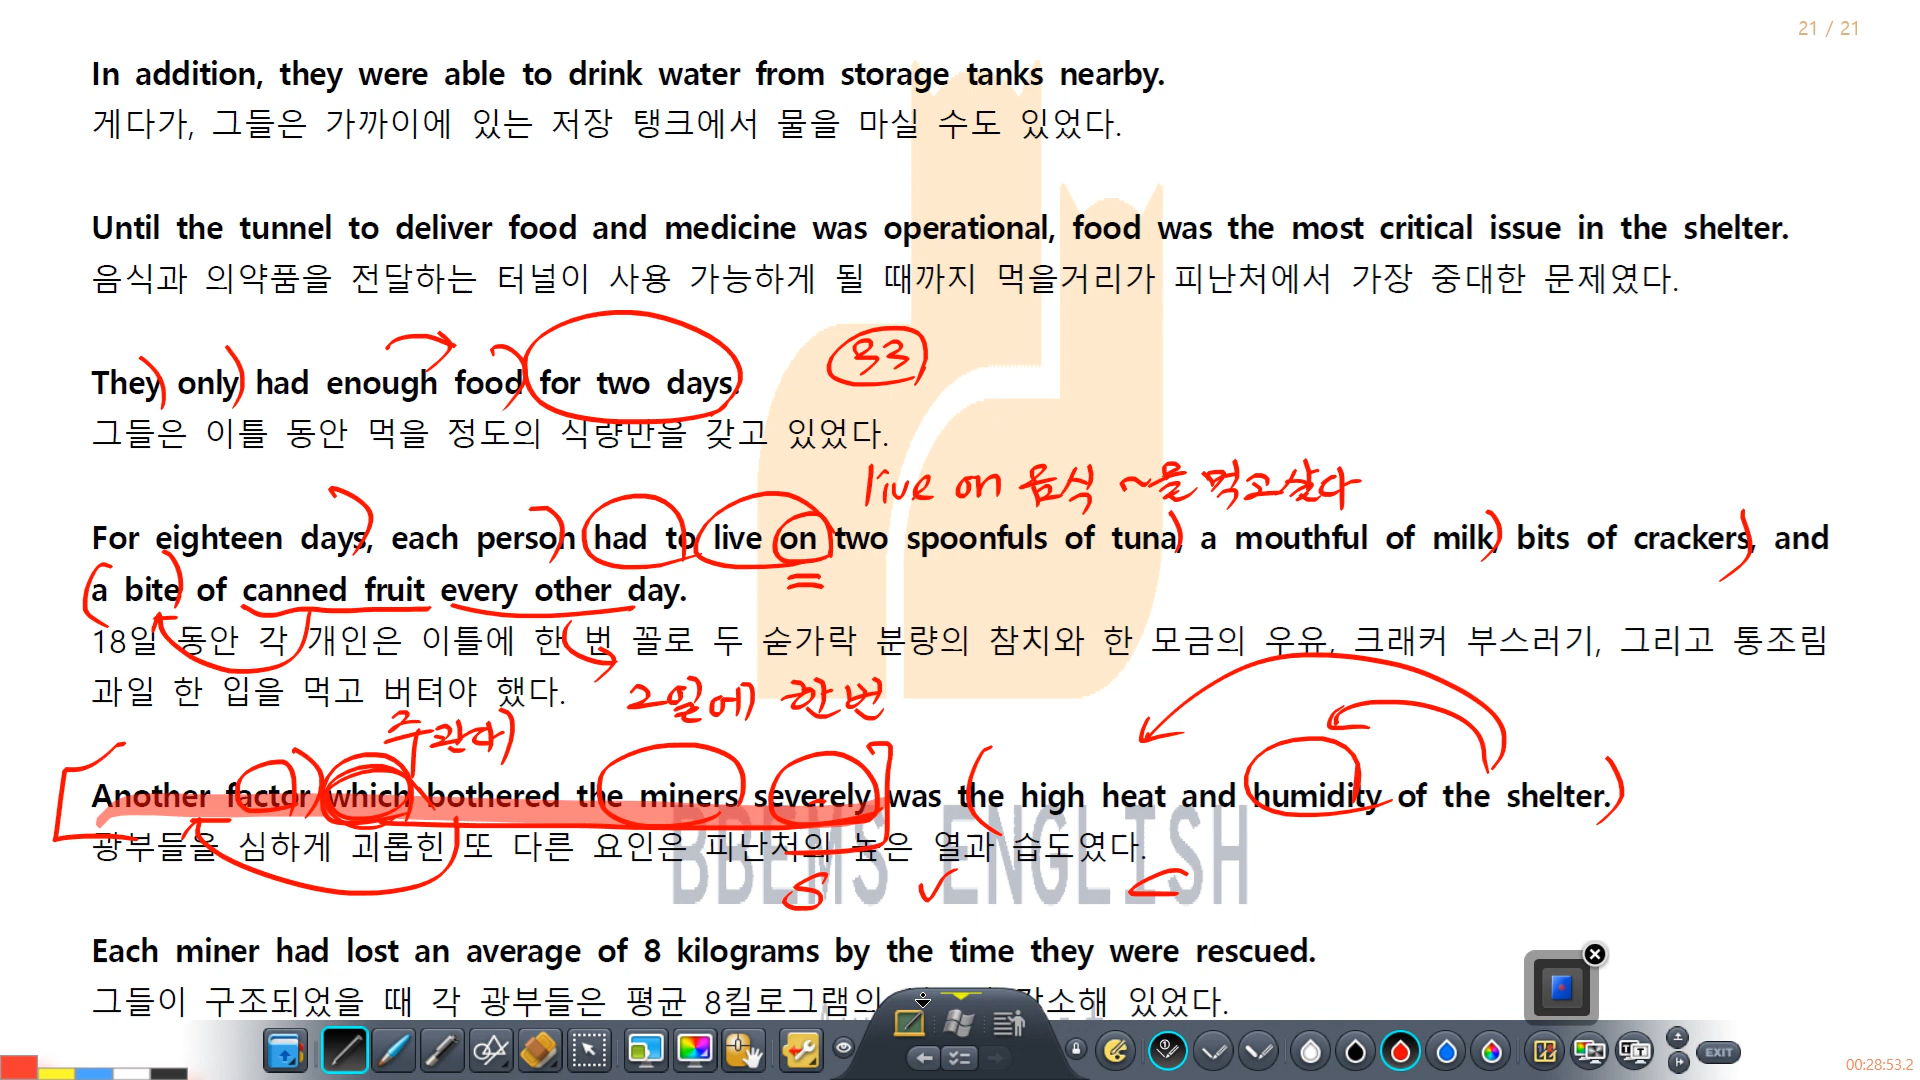 21 / 21
In addition, they were able to drink water from storage tanks nearby.
게다가, 그들은 가까이에 있는 저장 탱크에서 물을 마실 수도 있었다.
Until the tunnel to deliver food and medicine was operational, food was the most critical issue in the shelter.
음식과 의약품을 전달하는 터널이 사용 가능하게 될 때까지 먹을거리가 피난처에서 가장 중대한 문제였다.
33
They only had enough food for two days.
그들은 이틀 동안 먹을 정도의 식량만을 갖고 있었다.
live on 음식 ~을 먹고살다
For eighteen days, each person had to live on two spoonfuls of tuna, a mouthful of milk, bits of crackers, and
a bite of canned fruit every other day.
18일 동안 각 개인은 이틀에 한 번 꼴로 두 숟가락 분량의 참치와 한 모금의 우유, 크래커 부스러기, 그리고 통조림
과일 한 입을 먹고 버텨야 했다.
2일에 한번
주관대
Another factor which bothered the miners severely was the high heat and humidity of the shelter.
광부들을 심하게 괴롭힌 또 다른 요인은 피난처의 높은 열과 습도였다.
BBEMS ENGLISH
S V C
Each miner had lost an average of 8 kilograms by the time they were rescued.
그들이 구조되었을 때 각 광부들은 평균 8킬로그램의 감소해 있었다.
EXIT
00:28:53.2